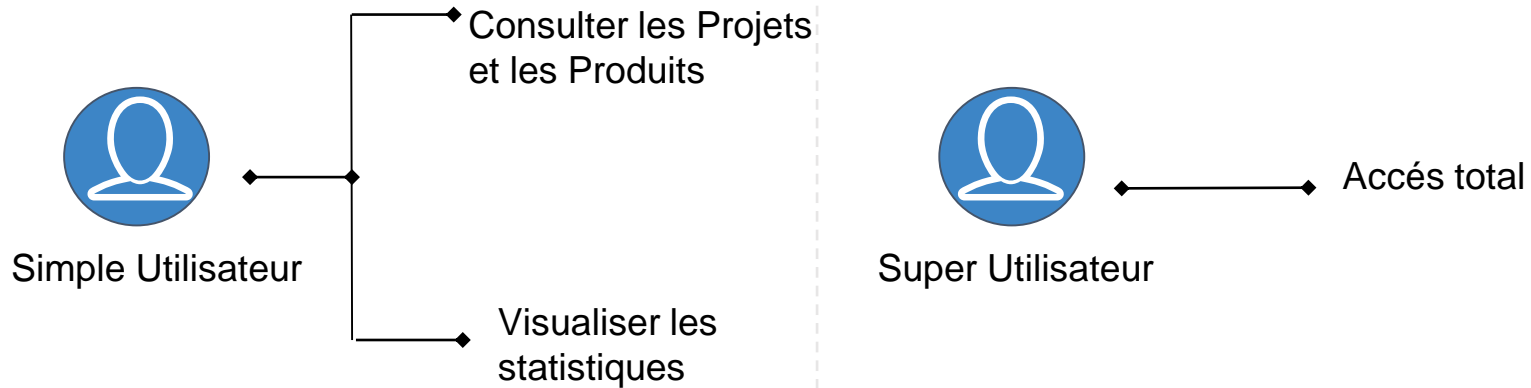 Consulter les Projets
et les Produits
Simple Utilisateur
Visualiser les
statistiques
Accés total
Super Utilisateur